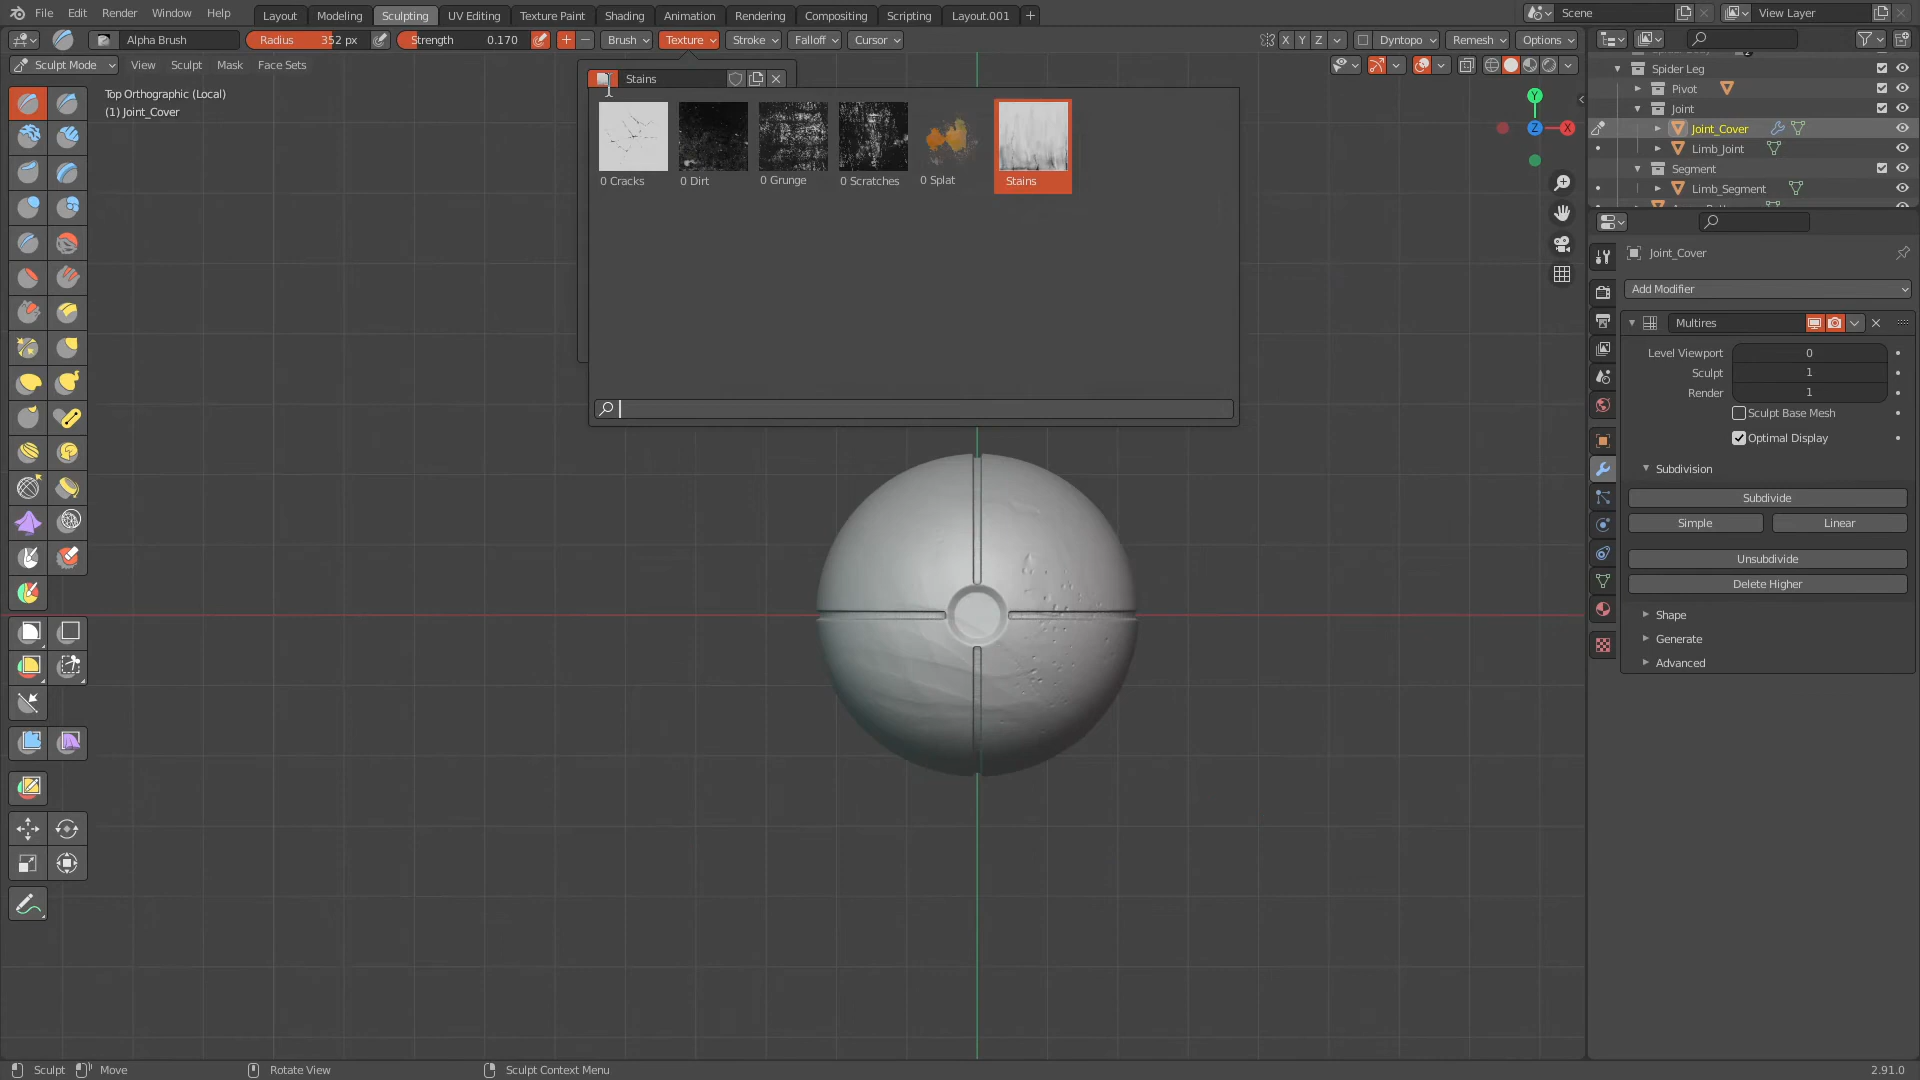 File Edit Render Window Help Layout Modeling Sculpting UV Editing Texture Paint Shading Animation Rendering Compositing Scripting Layout.001 + Scene View Layer
Alpha Brush Radius 352 px Strength 0.170 + − Brush Texture Stroke Falloff Cursor X Y Z Dyntopo Remesh Options
Sculpt Mode View Sculpt Mask Face Sets
Top Orthographic (Local)
(1) Joint_Cover
Stains
0 Cracks 0 Dirt 0 Grunge 0 Scratches 0 Splat Stains
Y
Z X
Spider Leg
Pivot
Joint
Joint_Cover
Limb_Joint
Segment
Limb_Segment
Joint_Cover
Add Modifier
Multires
Level Viewport 0
Sculpt 1
Render 1
Sculpt Base Mesh
Optimal Display
Subdivision
Subdivide
Simple Linear
Unsubdivide
Delete Higher
Shape
Generate
Advanced
Sculpt Move Rotate View Sculpt Context Menu 2.91.0